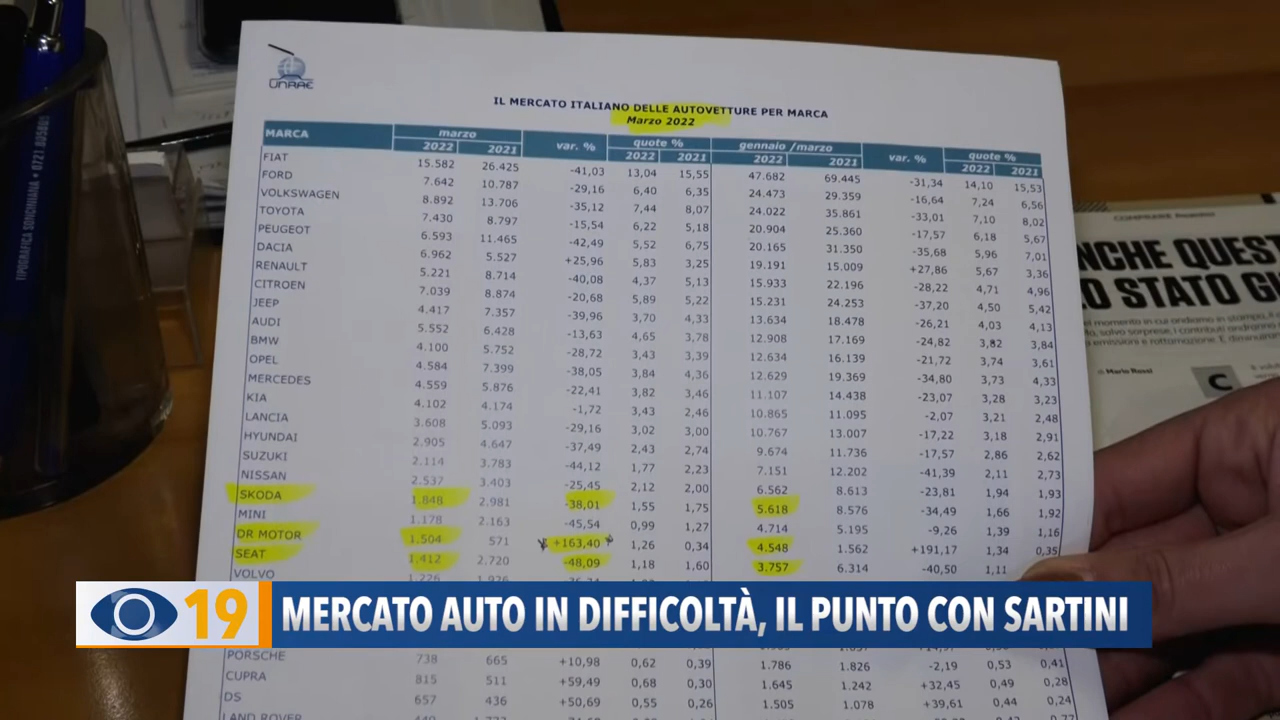 UNRAE
IL MERCATO ITALIANO DELLE AUTOVETTURE PER MARCA
Marzo 2022
MARCA marzo var. % quote % gennaio /marzo var. % quote %
2022 2021 2022 2021 2022 2021 2022 2021
FIAT 15.582 26.425 -41,03 13,04 15,55 47.682 69.445 -31,34 14,10 15,53
FORD 7.642 10.787 -29,16 6,40 6,35 24.473 29.359 -16,64 7,24 6,56
VOLKSWAGEN 8.892 13.706 -35,12 7,44 8,07 24.022 35.861 -33,01 7,10 8,02
TOYOTA 7.430 8.797 -15,54 6,22 5,18 20.904 25.360 -17,57 6,18 5,67
PEUGEOT 6.593 11.465 -42,49 5,52 6,75 20.165 31.350 -35,68 5,96 7,01
DACIA 6.962 5.527 +25,96 5,83 3,25 19.191 15.009 +27,86 5,67 3,36
RENAULT 5.221 8.714 -40,08 4,37 5,13 15.933 22.196 -28,22 4,71 4,96
CITROEN 7.039 8.874 -20,68 5,89 5,22 15.231 24.253 -37,20 4,50 5,42
JEEP 4.417 7.357 -39,96 3,70 4,33 13.634 18.478 -26,21 4,03 4,13
AUDI 5.552 6.428 -13,63 4,65 3,78 12.908 17.169 -24,82 3,82 3,84
BMW 4.100 5.752 -28,72 3,43 3,39 12.634 16.139 -21,72 3,74 3,61
OPEL 4.584 7.399 -38,05 3,84 4,36 12.629 19.369 -34,80 3,73 4,33
MERCEDES 4.559 5.876 -22,41 3,82 3,46 11.107 14.438 -23,07 3,28 3,23
KIA 4.102 4.174 -1,72 3,43 2,46 10.865 11.095 -2,07 3,21 2,48
LANCIA 3.608 5.093 -29,16 3,02 3,00 10.767 13.007 -17,22 3,18 2,91
HYUNDAI 2.905 4.647 -37,49 2,43 2,74 9.674 11.736 -17,57 2,86 2,62
SUZUKI 2.114 3.783 -44,12 1,77 2,23 7.151 12.202 -41,39 2,11 2,73
NISSAN 2.537 3.403 -25,45 2,12 2,00 6.562 8.613 -23,81 1,94 1,93
SKODA 1.848 2.981 -38,01 1,55 1,75 5.618 8.576 -34,49 1,66 1,92
MINI 1.178 2.163 -45,54 0,99 1,27 4.714 5.195 -9,26 1,39 1,16
DR MOTOR 1.504 571 +163,40 1,26 0,34 4.548 1.562 +191,17 1,34 0,35
SEAT 1.412 2.720 -48,09 1,18 1,60 3.757 6.314 -40,50 1,11
VOLVO
PORSCHE 738 665 +10,98 0,62 0,39 1.786 1.826 -2,19 0,53 0,41
CUPRA 815 511 +59,49 0,68 0,30 1.645 1.242 +32,45 0,49 0,28
DS 657 436 +50,69 0,55 0,26 1.505 1.078 +39,61 0,44 0,24
LAND ROVER
TIPOGRAFICA SONCINIANA • 0721 805869
COMPRARE
NCHE QUEST
O STATO GI
di Mario Rossi
C
19 MERCATO AUTO IN DIFFICOLTÀ, IL PUNTO CON SARTINI